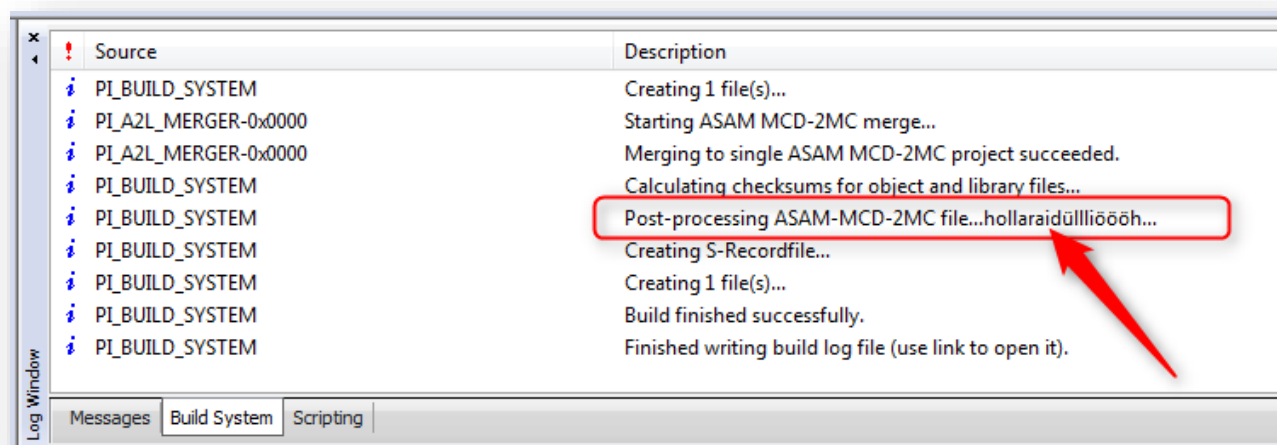 Source Description
PI_BUILD_SYSTEM Creating 1 file(s)...
PI_A2L_MERGER-0x0000 Starting ASAM MCD-2MC merge...
PI_A2L_MERGER-0x0000 Merging to single ASAM MCD-2MC project succeeded.
PI_BUILD_SYSTEM Calculating checksums for object and library files...
PI_BUILD_SYSTEM Post-processing ASAM-MCD-2MC file...hollaraidüllliöööh...
PI_BUILD_SYSTEM Creating S-Recordfile...
PI_BUILD_SYSTEM Creating 1 file(s)...
PI_BUILD_SYSTEM Build finished successfully.
PI_BUILD_SYSTEM Finished writing build log file (use link to open it).
Log Window
Messages Build System Scripting